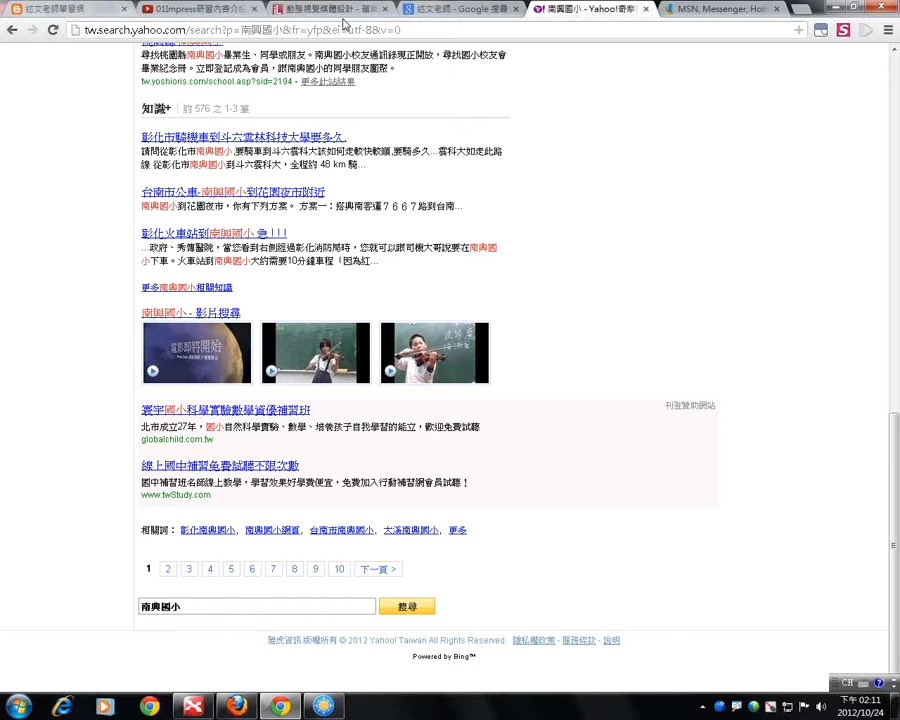 吳老師學習網
01Impress研習內容介紹
動態視覺媒體設計 - 羅東
吳老師 - Google 搜尋
南興國小 - Yahoo!奇摩
MSN, Messenger, Hot
tw.search.yahoo.com/search?p=南興國小&fr=yfp&ei=utf-8&v=0
尋找桃園縣南興國小畢業生、同學或朋友。南興國小校友通訊錄現正開放，尋找國小校友會
畢業紀念冊。立即登記成為會員，跟南興國小的同學朋友團聚。
tw.yoshioris.com/school.asp?sid=2194 - 更多此站結果
知識+ 約 576 之 1-3 筆
彰化市騎機車到斗六雲林科技大學要多久.
請問從彰化市南興國小,要騎車到斗六雲科大該如何走較快較順,要騎多久...雲科大如走此路
線 從彰化市南興國小到斗六雲科大，全程約 48 km 騎...
台南市公車-南興國小到花園夜市附近
南興國小到花園夜市，你有下列方案。 方案一：搭興南客運７６６７路到台南...
彰化火車站到南興國小 急 ! ! !
...政府、秀傳醫院，當您看到右側經過彰化消防局時，您就可以跟司機大哥說要在南興國
小下車。火車站到南興國小大約需要10分鐘車程（因為紅...
更多南興國小相關知識
南興國小 - 影片搜尋
電影即將開始
寰宇國小科學實驗數學資優補習班
刊登贊助網站
北市成立27年，國小自然科學實驗、數學、培養孩子自我學習的能立，歡迎免費試聽
globalchild.com.tw
線上國中補習免費試聽不限次數
國中補習班名師線上教學，學習效果好學費便宜，免費加入行動補習網會員試聽！
www.twStudy.com
相關詞： 彰化南興國小, 南興國小網頁, 台南市南興國小, 大溪南興國小, 更多
1 2 3 4 5 6 7 8 9 10 下一頁 >
南興國小 搜尋
雅虎資訊 版權所有 © 2012 Yahoo! Taiwan All Rights Reserved. 隱私權政策 - 服務條款 - 說明
Powered by Bing™
CH
下午 02:11
2012/10/24